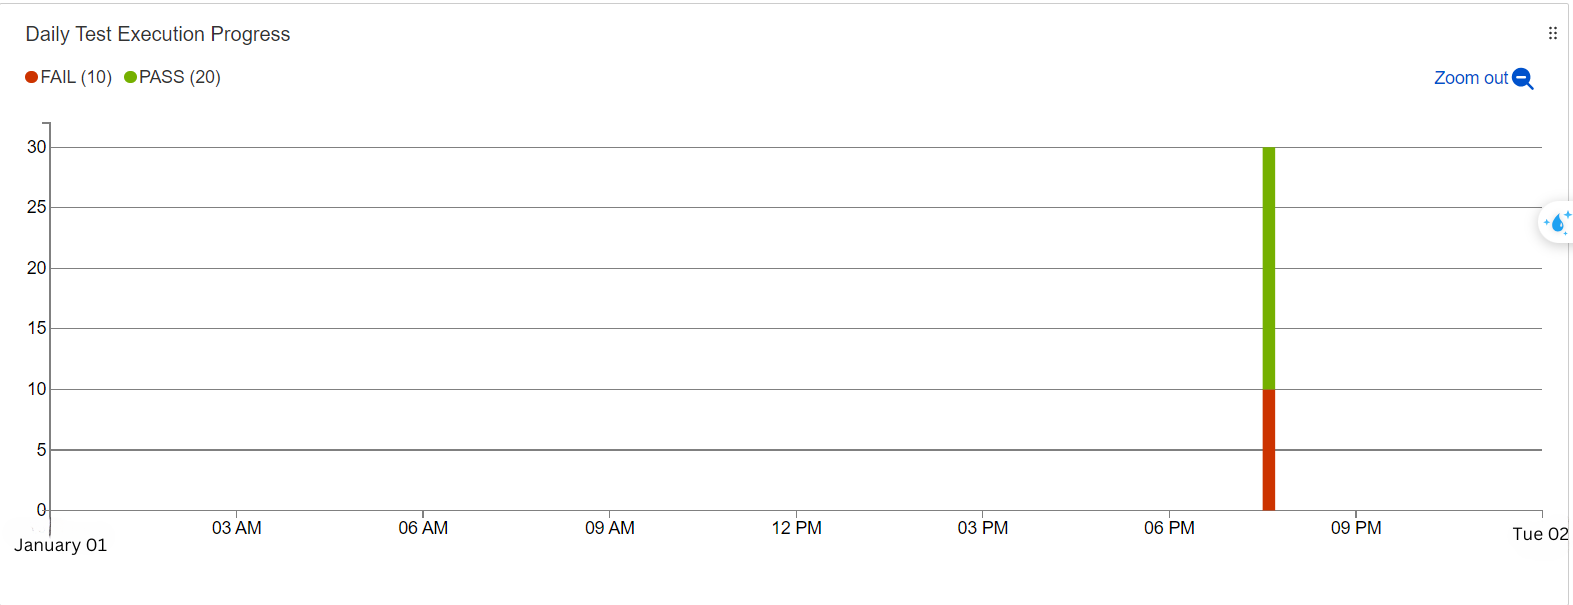 Daily Test Execution Progress
FAIL (10) PASS (20)
Zoom out
30
25
20
15
10
5
0
03 AM 06 AM 09 AM 12 PM 03 PM 06 PM 09 PM
January 01 Tue 02